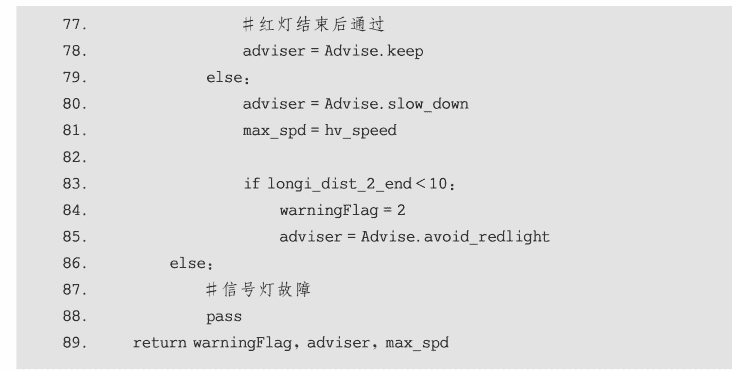 77. #红灯结束后通过
78. adviser = Advise.keep
79. else:
80. adviser = Advise.slow_down
81. max_spd = hv_speed
82.
83. if longi_dist_2_end < 10:
84. warningFlag = 2
85. adviser = Advise.avoid_redlight
86. else:
87. #信号灯故障
88. pass
89. return warningFlag, adviser, max_spd